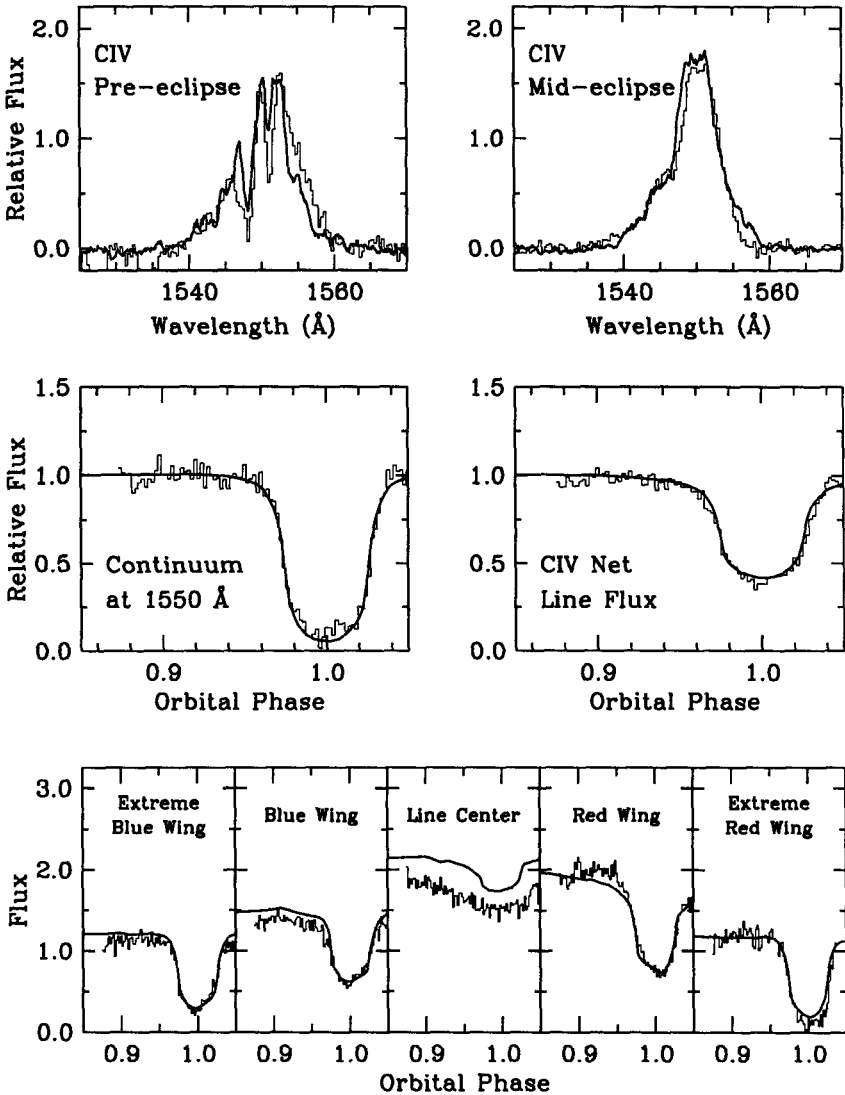 CIV
Pre-eclipse
Relative Flux
2.0
1.0
0.0
1540
1560
Wavelength (Å)
CIV
Mid-eclipse
2.0
1.0
0.0
1540
1560
Wavelength (Å)
Relative Flux
1.5
1.0
0.5
0.0
Continuum
at 1550 Å
0.9
1.0
Orbital Phase
1.5
1.0
0.5
0.0
CIV Net
Line Flux
0.9
1.0
Orbital Phase
Flux
3.0
2.0
1.0
0.0
Extreme
Blue Wing
Blue Wing
Line Center
Red Wing
Extreme
Red Wing
0.9
1.0
0.9
1.0
0.9
1.0
0.9
1.0
0.9
1.0
Orbital Phase